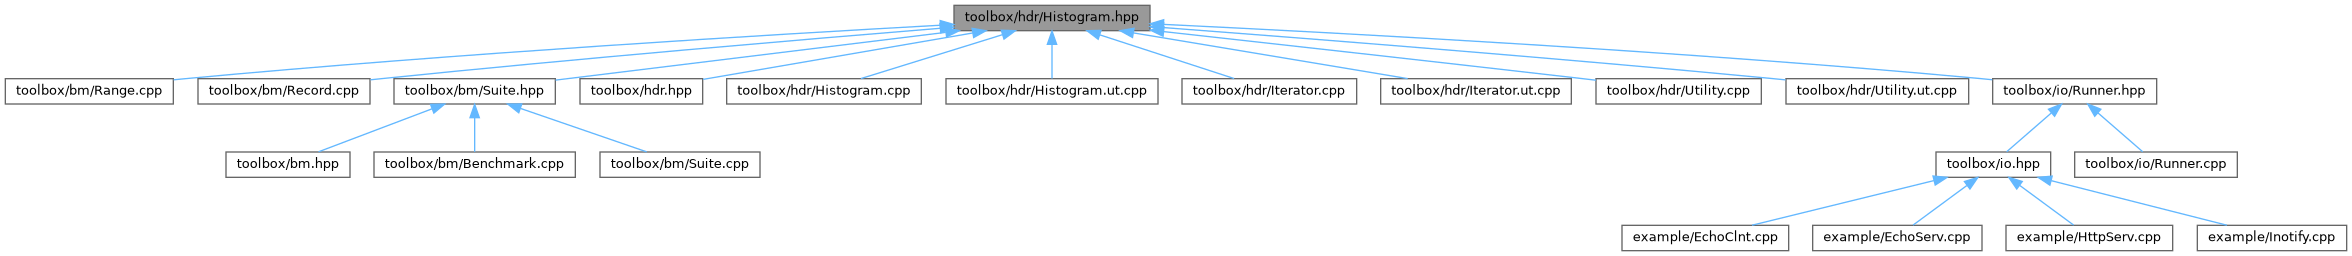 toolbox/hdr/Histogram.hpp
toolbox/bm/Range.cpp
toolbox/bm/Record.cpp
toolbox/bm/Suite.hpp
toolbox/hdr.hpp
toolbox/hdr/Histogram.cpp
toolbox/hdr/Histogram.ut.cpp
toolbox/hdr/Iterator.cpp
toolbox/hdr/Iterator.ut.cpp
toolbox/hdr/Utility.cpp
toolbox/hdr/Utility.ut.cpp
toolbox/io/Runner.hpp
toolbox/bm.hpp
toolbox/bm/Benchmark.cpp
toolbox/bm/Suite.cpp
toolbox/io.hpp
toolbox/io/Runner.cpp
example/EchoClnt.cpp
example/EchoServ.cpp
example/HttpServ.cpp
example/Inotify.cpp